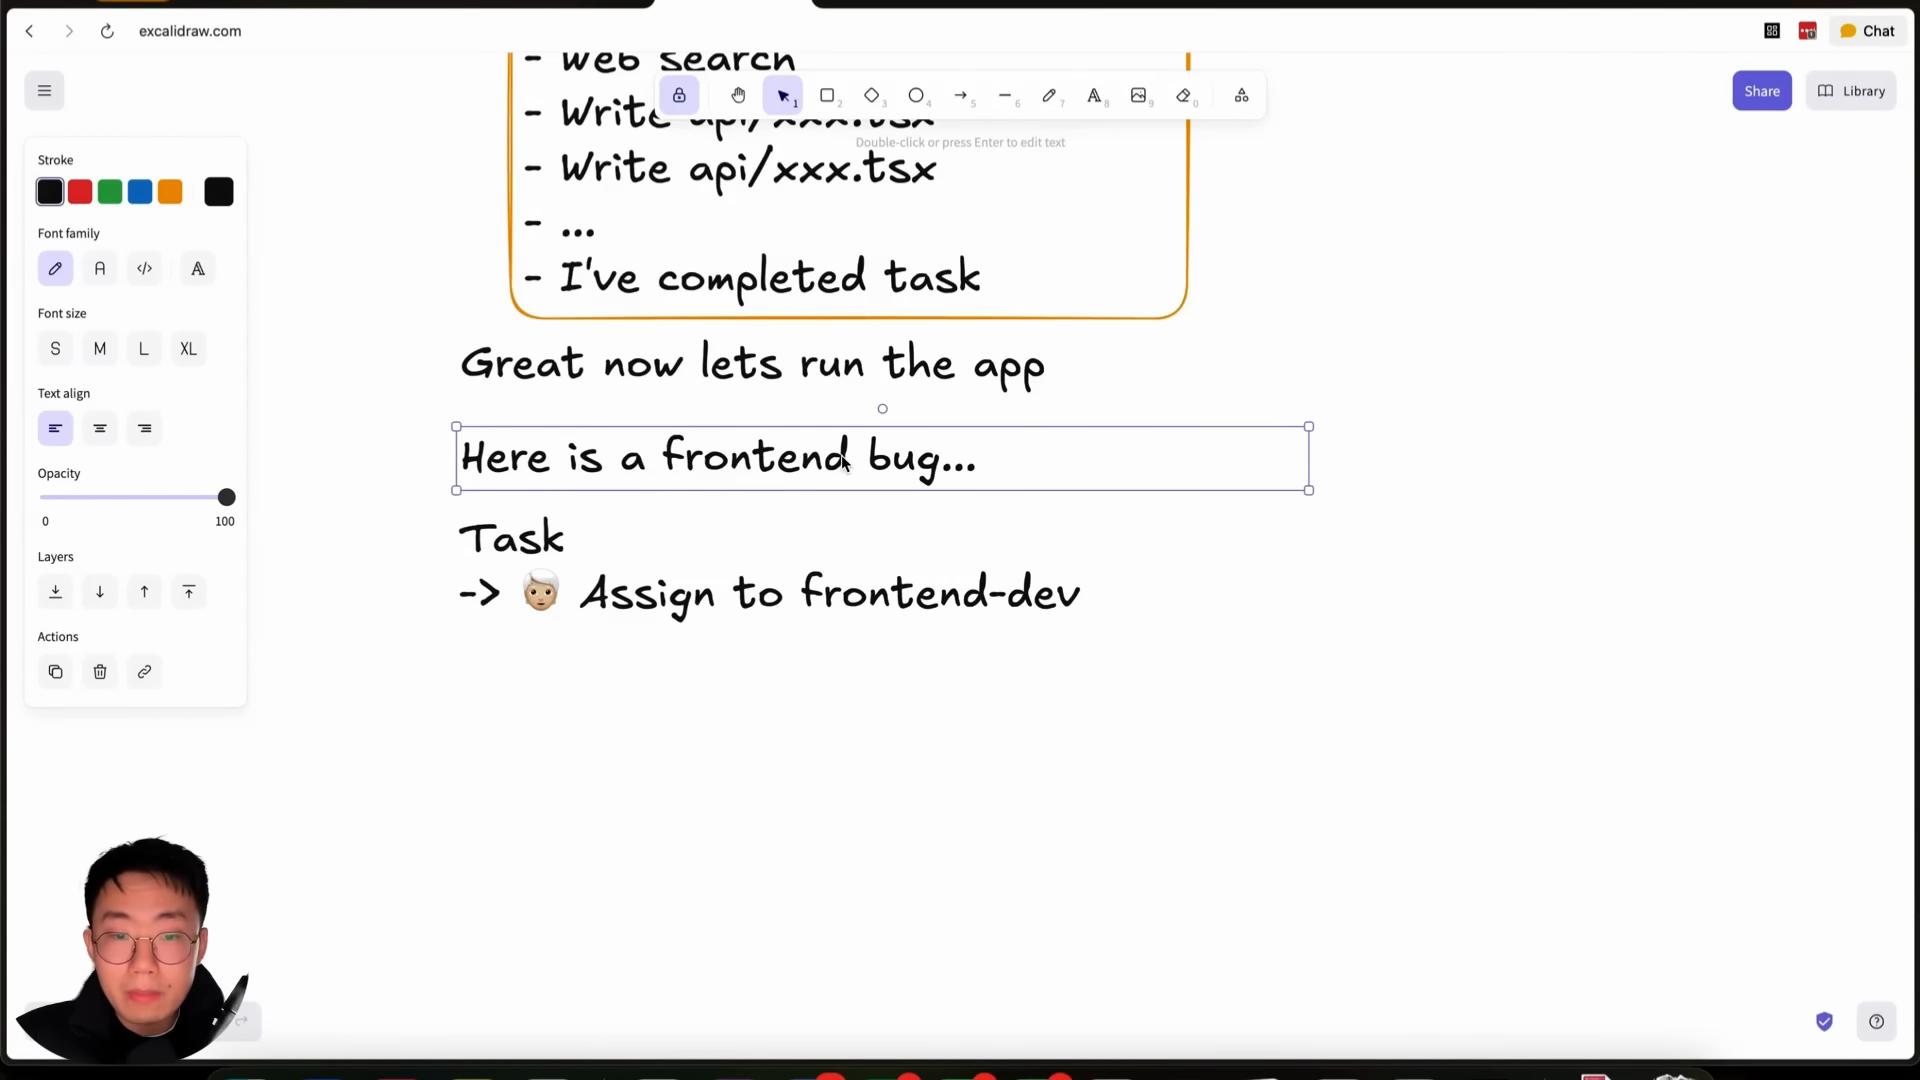 excalidraw.com
Chat
- Web search
- Write api/xxx.tsx
1 2 3 4 5 6 7 8 9 0
Share
Library
Double-click or press Enter to edit text
- Write api/xxx.tsx
- ...
- I've completed task
Great now lets run the app
Here is a frontend bug...
Task
-> Assign to frontend-dev
Stroke
Font family
Font size
S M L XL
Text align
Opacity
0 100
Layers
Actions